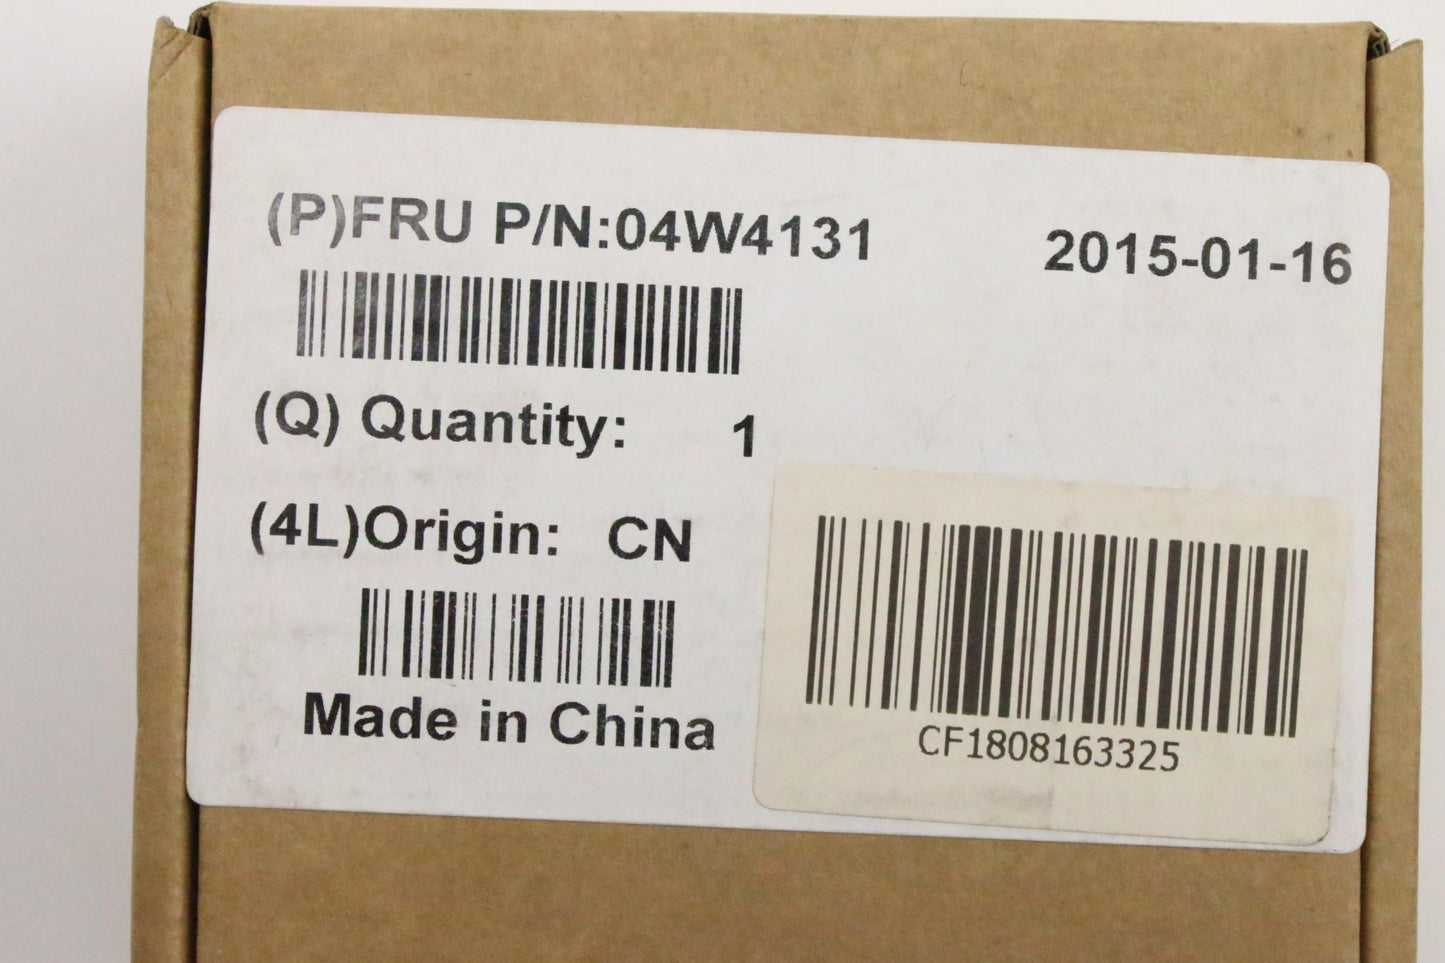 (P)FRU P/N:04W4131
2015-01-16
(Q) Quantity: 1
(4L)Origin: CN
Made in China
CF1808163325